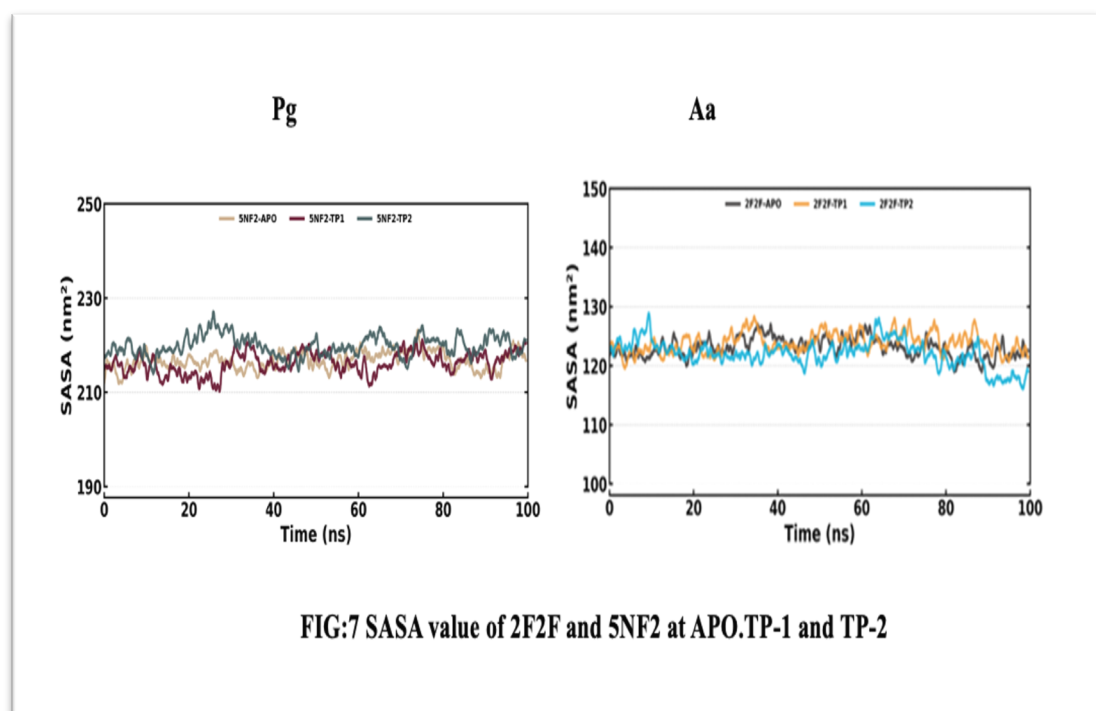 Pg
Aa
250
230
210
190
SASA (nm²)
5NF2-APO 5NF2-TP1 5NF2-TP2
0 20 40 60 80 100
Time (ns)
150
140
130
120
110
100
SASA (nm²)
2F2F-APO 2F2F-TP1 2F2F-TP2
0 20 40 60 80 100
Time (ns)
FIG:7 SASA value of 2F2F and 5NF2 at APO.TP-1 and TP-2